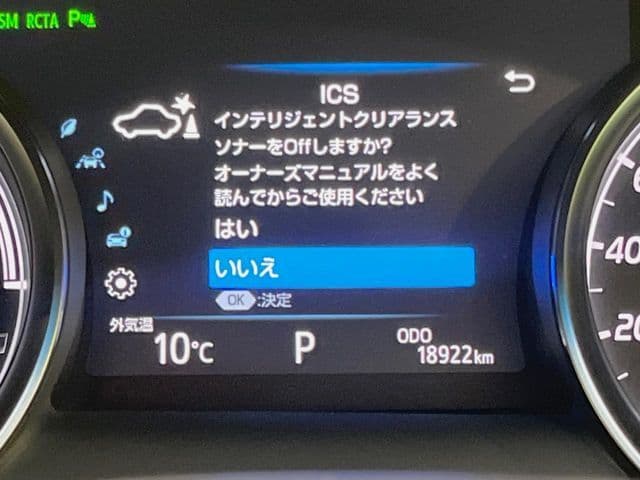 SM RCTA P
ICS
インテリジェントクリアランス
ソナーをOffしますか?
オーナーズマニュアルをよく
読んでからご使用ください
はい
いいえ
OK :決定
外気温
10℃ P ODO 18922km
40
20